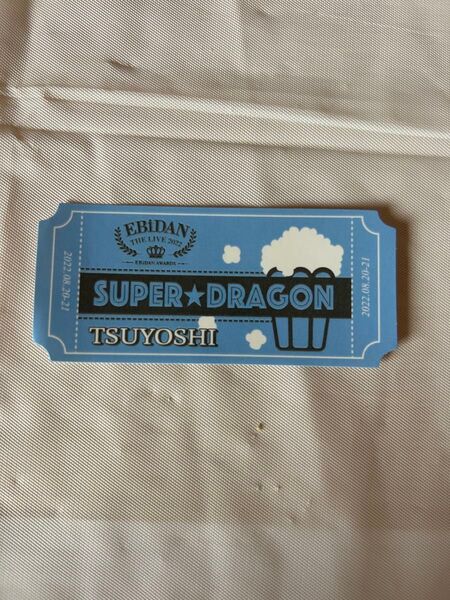 EBiDAN
THE LIVE 2022
EBiDAN AWARDS
2022.08.20-21
SUPER★DRAGON
TSUYOSHI
2022.08.20-21